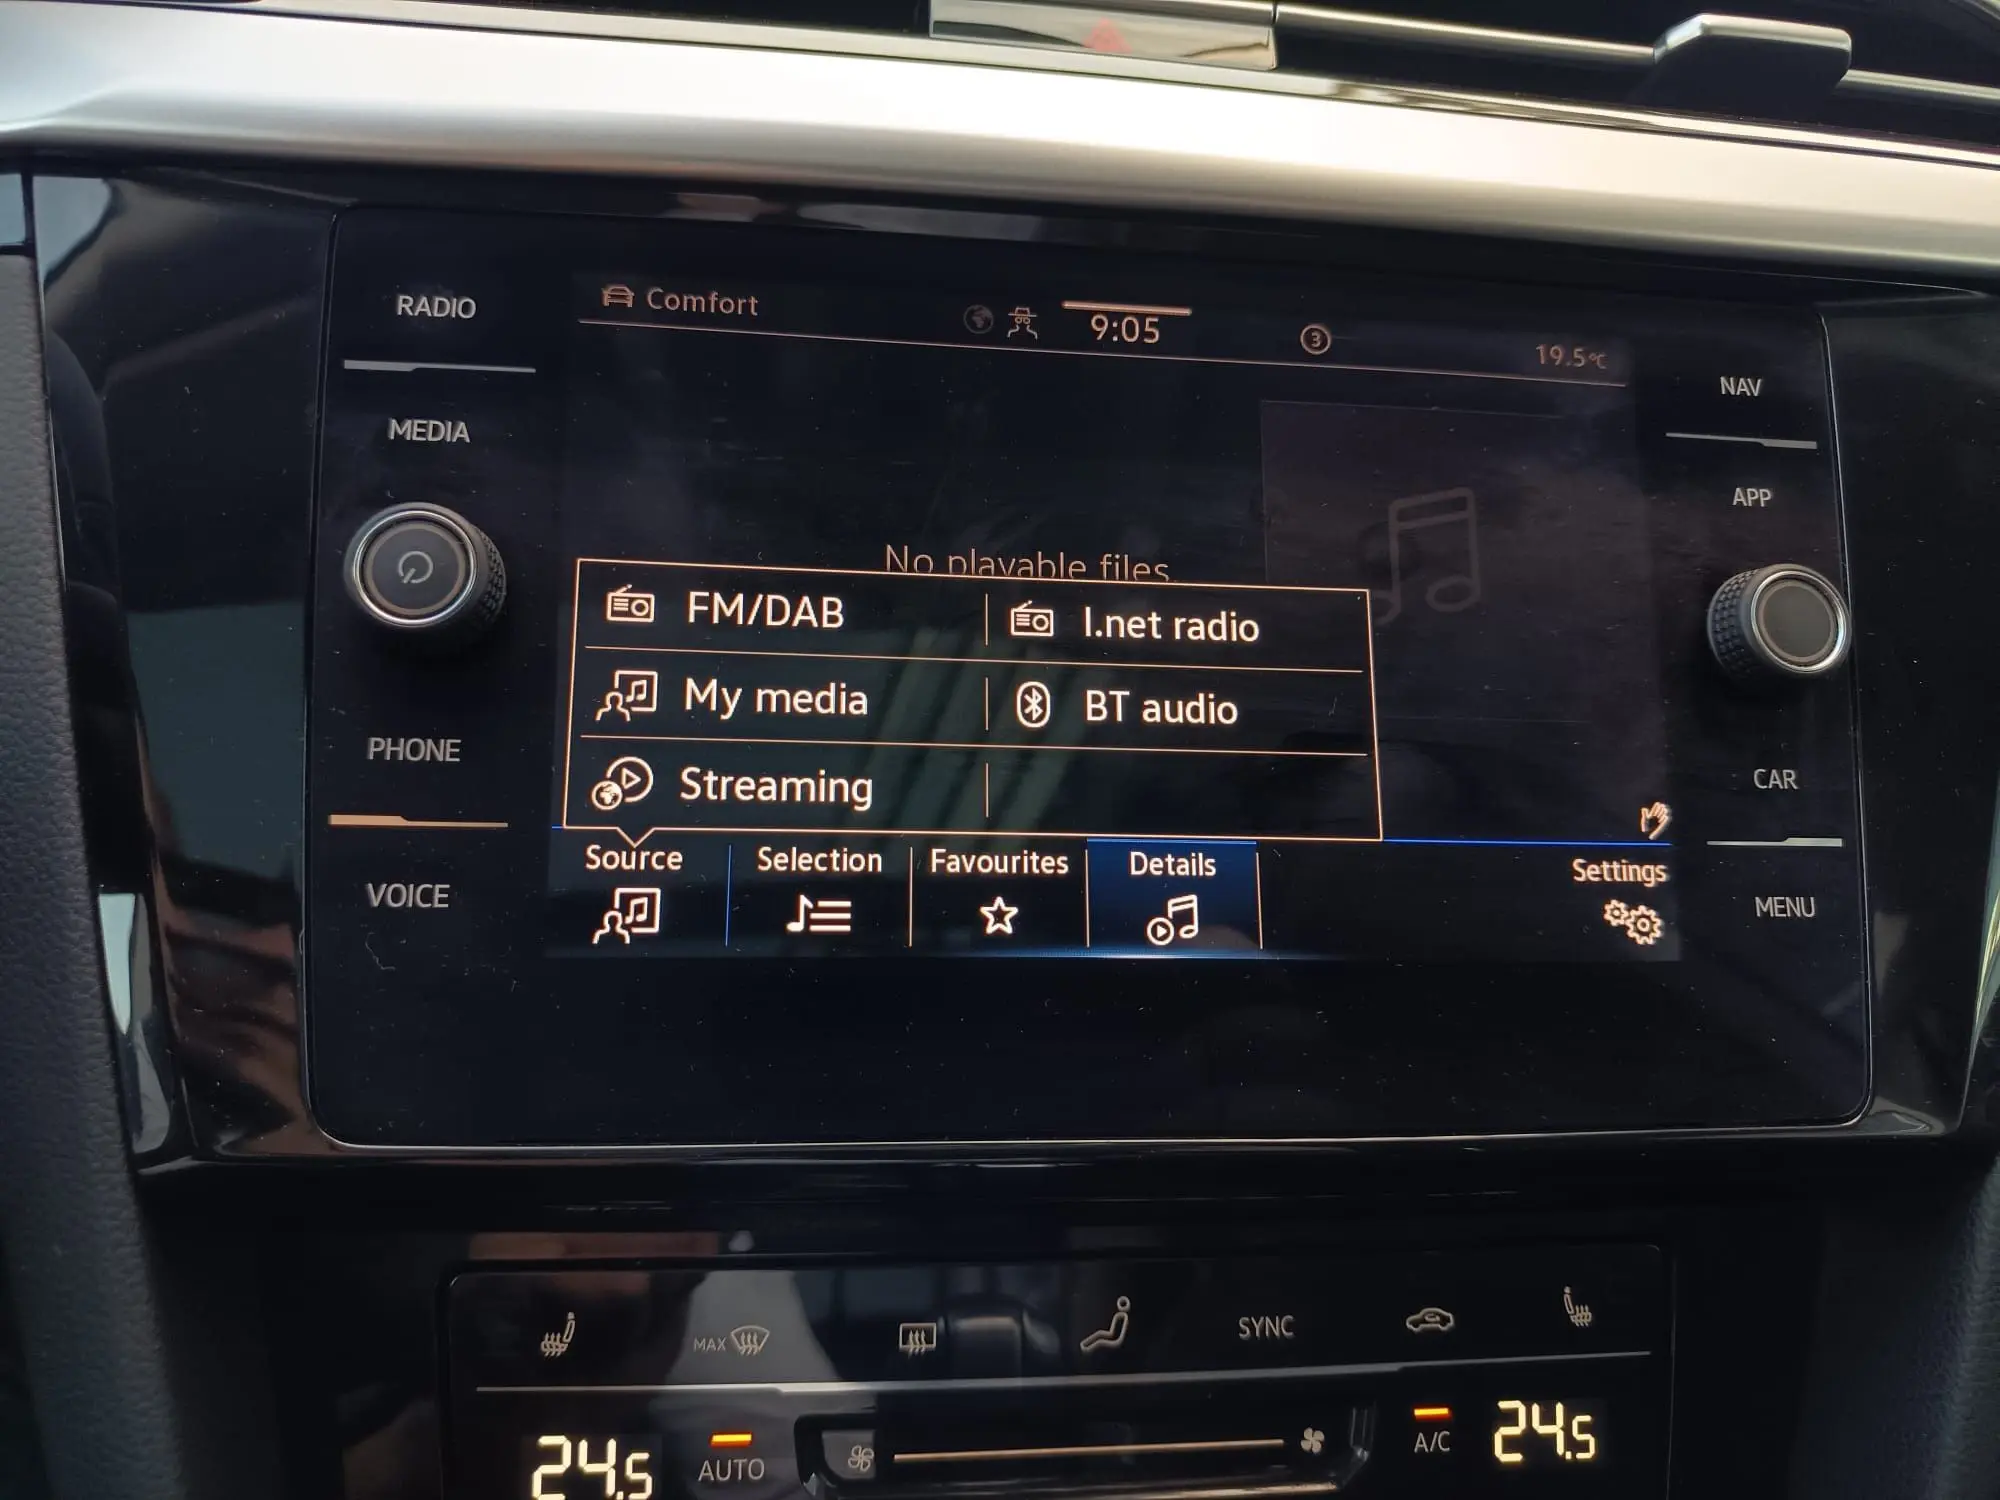 RADIO
MEDIA
PHONE
VOICE
Comfort
9:05
3
19.5°C
No playable files.
FM/DAB
I.net radio
My media
BT audio
Streaming
Source
Selection
Favourites
Details
Settings
NAV
APP
CAR
MENU
MAX
SYNC
24.5
AUTO
A/C
24.5